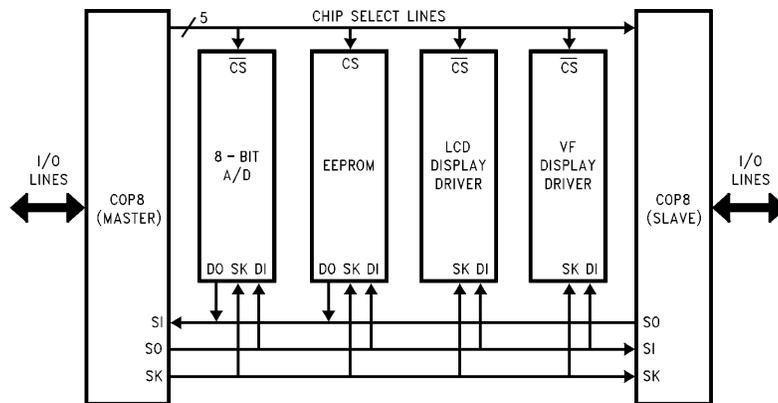 5
CHIP SELECT LINES
CS
CS
CS
CS
8 - BIT
A/D
EEPROM
LCD
DISPLAY
DRIVER
VF
DISPLAY
DRIVER
I/O
LINES
COP8
(MASTER)
COP8
(SLAVE)
I/O
LINES
DO SK DI
DO SK DI
SK DI
SK DI
SI
SO
SO
SI
SK
SK